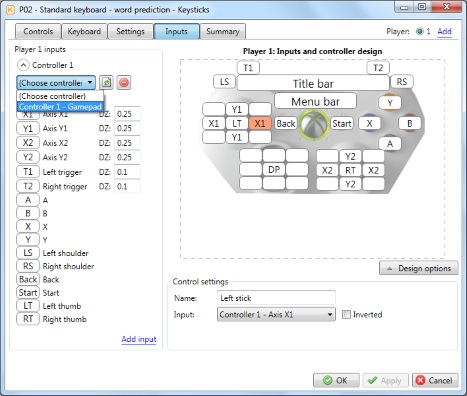 P02 - Standard keyboard - word prediction - Keysticks
Controls Keyboard Settings Inputs Summary Player: 1 Add
Player 1 inputs
Controller 1
(Choose controller
(Choose controller)
Controller 1 - Gamepad
X1 Axis X1 DZ: 0.25
Y1 Axis Y1 DZ: 0.25
X2 Axis X2 DZ: 0.25
Y2 Axis Y2 DZ: 0.25
T1 Left trigger DZ: 0.1
T2 Right trigger DZ: 0.1
A A
B B
X X
Y Y
LS Left shoulder
RS Right shoulder
Back Back
Start Start
LT Left thumb
RT Right thumb
Add input
Player 1: Inputs and controller design
T1 T2
LS Title bar RS
Menu bar
Y1 Y
X1 LT X1 Back Start X B
Y1 A
Y2
DP X2 RT X2
Y2
Design options
Control settings
Name: Left stick
Input: Controller 1 - Axis X1 Inverted
OK Apply Cancel